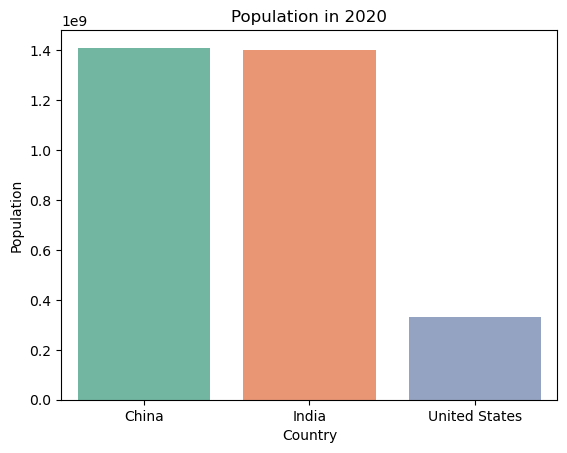 Population in 2020
1e9
1.4
1.2
1.0
0.8
0.6
0.4
0.2
0.0
Population
China India United States
Country